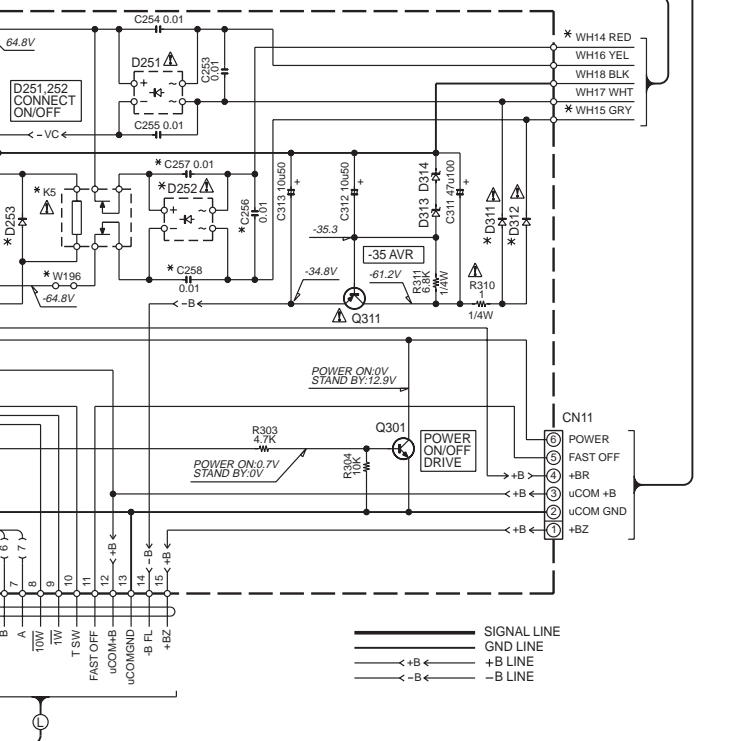 C254 0.01
64.8V
* WH14 RED
WH16 YEL
WH18 BLK
WH17 WHT
* WH15 GRY
D251
C253
0.01
D251,252
CONNECT
ON/OFF
+
~
−
~
−VC
C255 0.01
* C257 0.01
* K5
* D252
+
~
−
~
* D253
* C256
0.01
C313 10u50
+
C312 10u50
+
D314
D313
C311 47u100
+
* D311
* D312
-35.3
-35 AVR
* W196
-64.8V
* C258
0.01
-34.8V
-61.2V
R311
6.8K
1/4W
R310
1
1/4W
−B
Q311
POWER ON:0V
STAND BY:12.9V
CN11
R303
4.7K
Q301
POWER
ON/OFF
DRIVE
POWER ON:0.7V
STAND BY:0V
R304
10K
6 POWER
5 FAST OFF
+B 4 +BR
+B 3 uCOM +B
2 uCOM GND
+B 1 +BZ
6
7
+B
−B
+B
7
8
9
10
11
12
13
14
15
B
A
10W
1W
T SW
FAST OFF
uCOM+B
uCOMGND
-B FL
+BZ
SIGNAL LINE
GND LINE
+B +B LINE
−B −B LINE
L